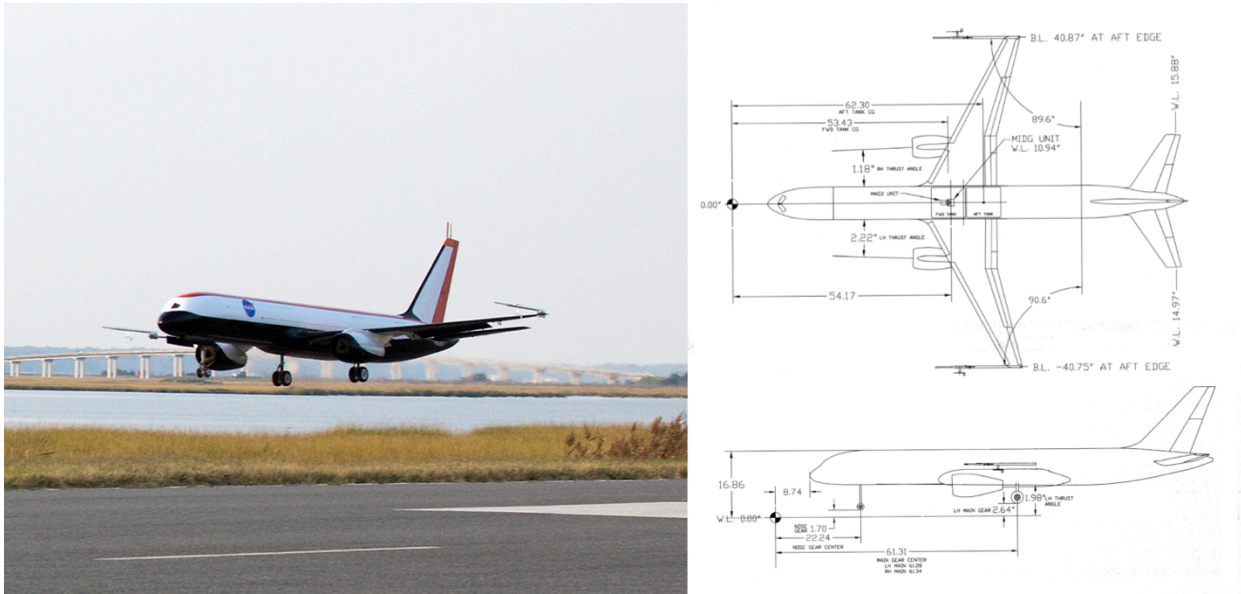 NASA
B.L. 40.87" AT AFT EDGE
W.L. 15.88"
62.30
AFT TANK CG
89.6°
53.43
FWD TANK CG
MIDG UNIT
W.L. 10.94"
1.18° RH THRUST ANGLE
0.00"
FWD TANK
AFT TANK
2.22° LH THRUST ANGLE
54.17
90.6°
W.L. 14.97"
B.L. -40.75" AT AFT EDGE
16.86
8.74
1.98° LH THRUST
ANGLE
LH MAIN GEAR 2.64"
W.L. 0.00"
NOSE
GEAR 1.70
22.24
NOSE GEAR CENTER
61.31
MAIN GEAR CENTER
LH MAIN 61.28
RH MAIN 61.34